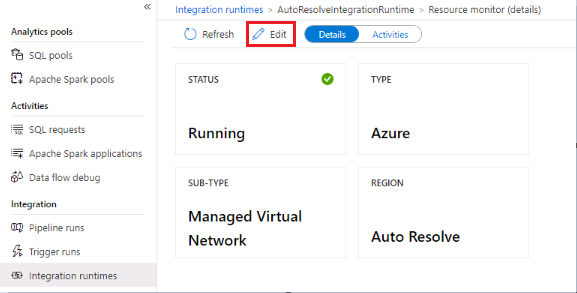 «
Analytics pools
SQL pools
Apache Spark pools
Activities
SQL requests
Apache Spark applications
Data flow debug
Integration
Pipeline runs
Trigger runs
Integration runtimes
Integration runtimes > AutoResolveIntegrationRuntime > Resource monitor (details)
Refresh Edit Details Activities
STATUS
Running
TYPE
Azure
SUB-TYPE
Managed Virtual
Network
REGION
Auto Resolve